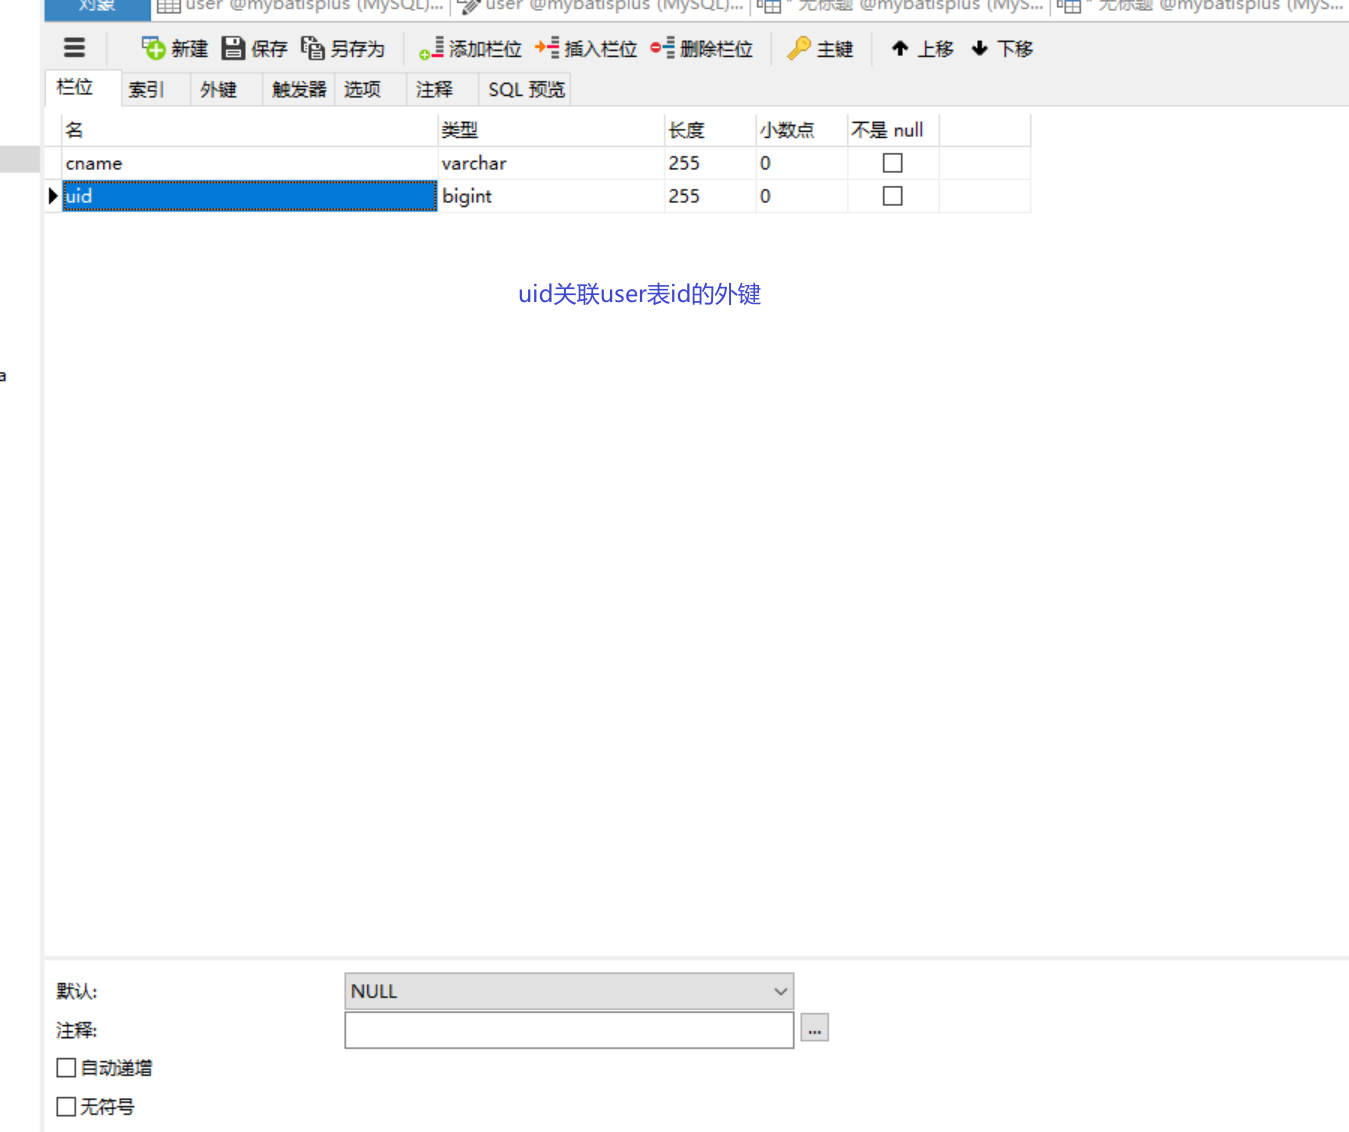 对象 user @mybatisplus (MySQL)... user @mybatisplus (MySQL)... * 无标题 @mybatisplus (MyS... * 无标题 @mybatisplus (MyS...
新建 保存 另存为 添加栏位 插入栏位 删除栏位 主键 上移 下移
栏位 索引 外键 触发器 选项 注释 SQL 预览
名 类型 长度 小数点 不是 null
cname varchar 255 0
uid bigint 255 0
uid关联user表id的外键
a
默认: NULL
注释: ...
自动递增
无符号